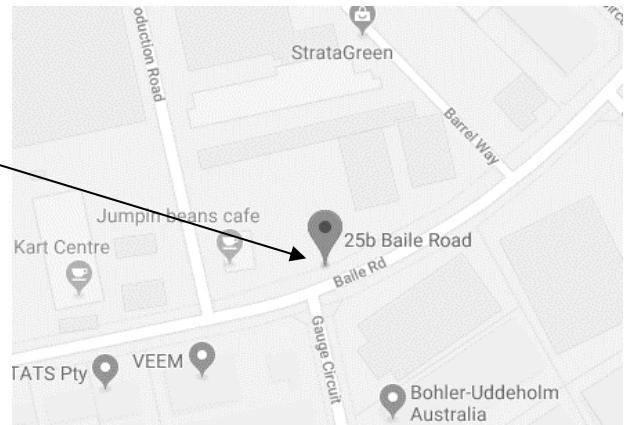 oduction Road
StrataGreen
Barrel Way
Jumpin beans cafe
25b Baile Road
Kart Centre
Baile Rd
Gauge Circuit
TATS Pty
VEEM
Bohler-Uddeholm
Australia